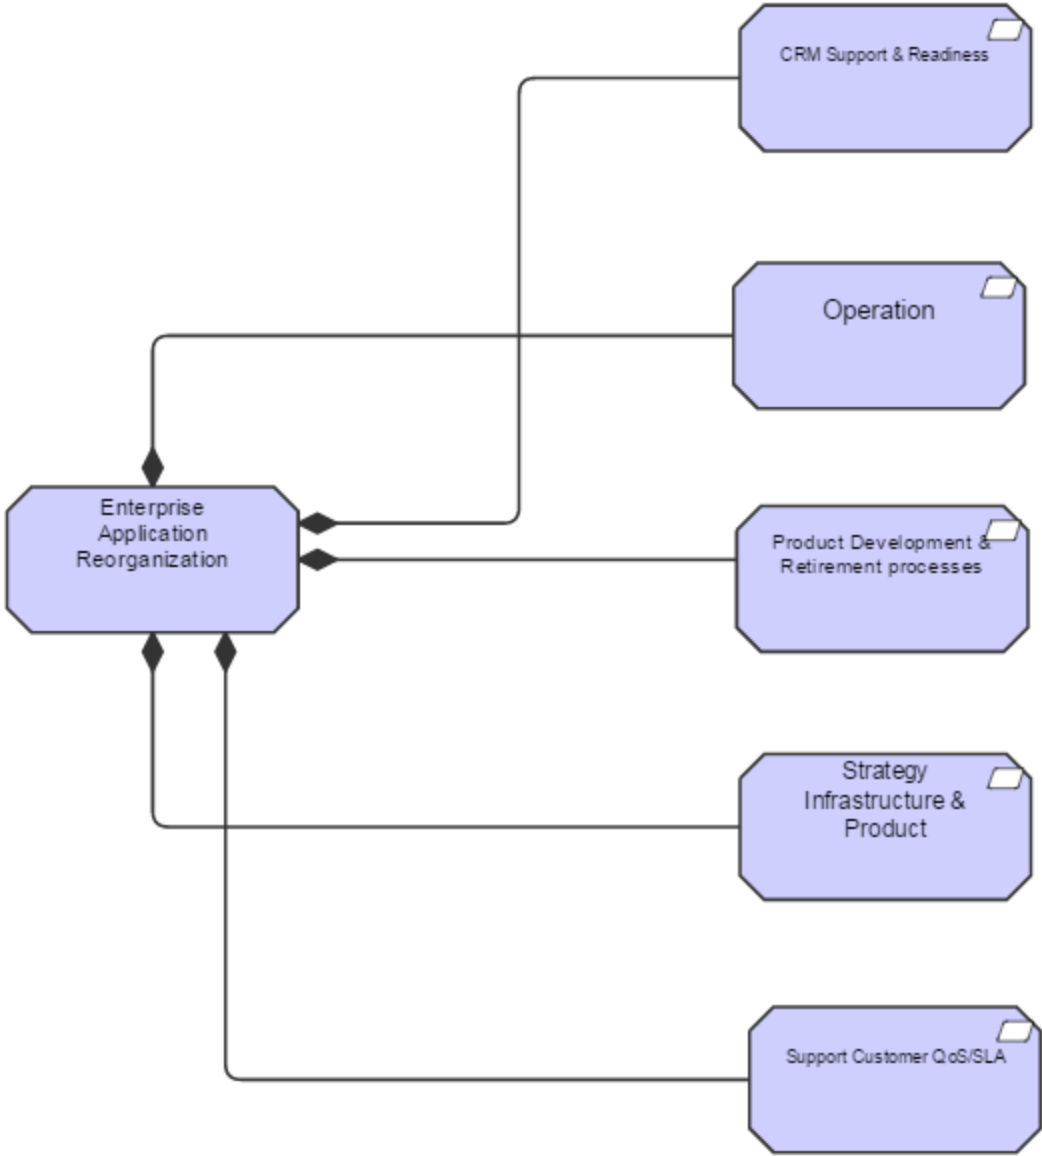 CRM Support & Readiness
Operation
Enterprise
Application
Reorganization
Product Development &
Retirement processes
Strategy
Infrastructure &
Product
Support Customer QoS/SLA